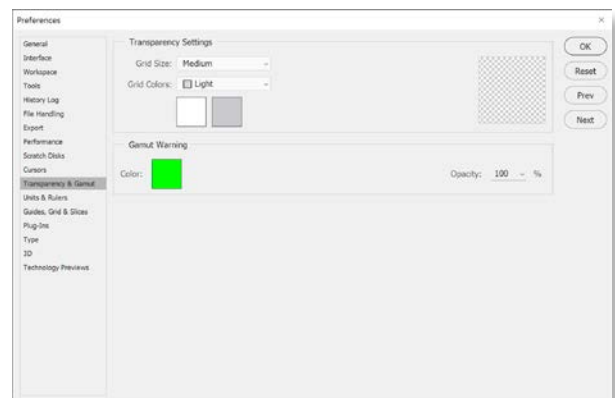 Preferences
General
Interface
Workspace
Tools
History Log
File Handling
Export
Performance
Scratch Disks
Cursors
Transparency & Gamut
Units & Rulers
Guides, Grid & Slices
Plug-Ins
Type
3D
Technology Previews
Transparency Settings
Grid Size: Medium
Grid Colors: Light
Gamut Warning
Color:
Opacity: 100 %
OK
Reset
Prev
Next